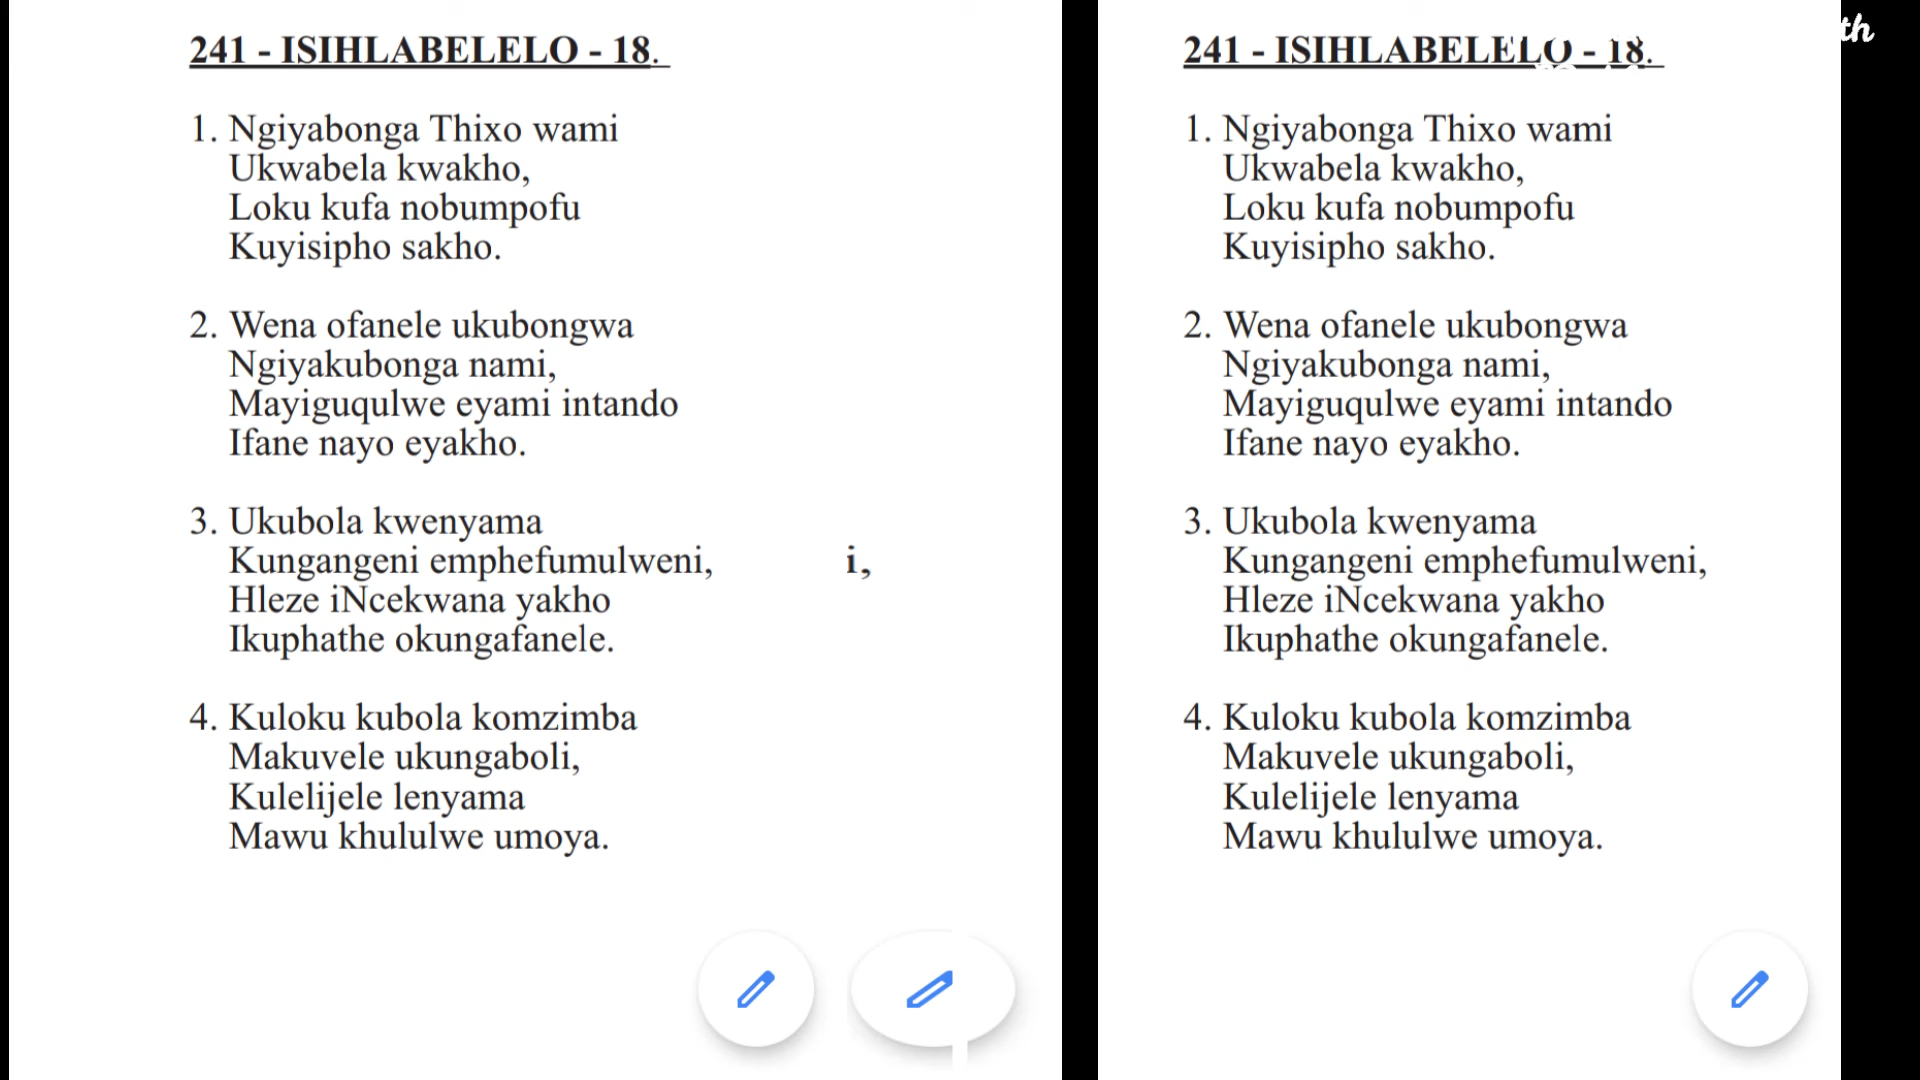 241 - ISIHLABELELO - 18.
1. Ngiyabonga Thixo wami
Ukwabela kwakho,
Loku kufa nobumpofu
Kuyisipho sakho.
2. Wena ofanele ukubongwa
Ngiyakubonga nami,
Mayiguqulwe eyami intando
Ifane nayo eyakho.
3. Ukubola kwenyama
Kungangeni emphefumulweni,
i,
Hleze iNcekwana yakho
Ikuphathe okungafanele.
4. Kuloku kubola komzimba
Makuvele ukungaboli,
Kulelijele lenyama
Mawu khululwe umoya.
241 - ISIHLABELELO - 18.
1. Ngiyabonga Thixo wami
Ukwabela kwakho,
Loku kufa nobumpofu
Kuyisipho sakho.
2. Wena ofanele ukubongwa
Ngiyakubonga nami,
Mayiguqulwe eyami intando
Ifane nayo eyakho.
3. Ukubola kwenyama
Kungangeni emphefumulweni,
Hleze iNcekwana yakho
Ikuphathe okungafanele.
4. Kuloku kubola komzimba
Makuvele ukungaboli,
Kulelijele lenyama
Mawu khululwe umoya.
th